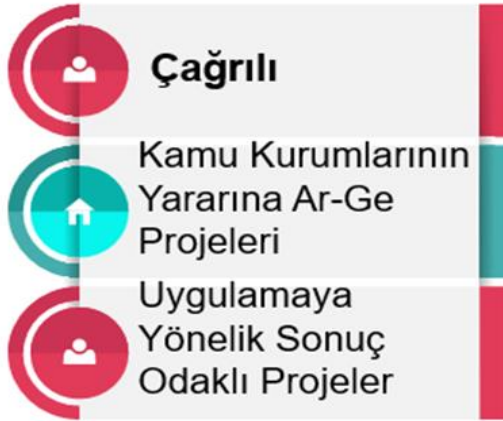 Çağrılı
Kamu Kurumlarının
Yararına Ar-Ge
Projeleri
Uygulamaya
Yönelik Sonuç
Odaklı Projeler